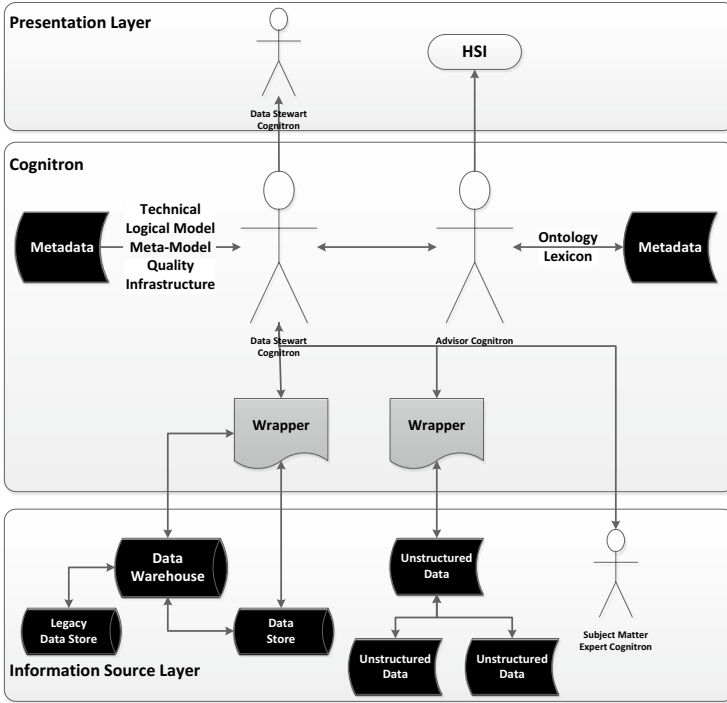 Presentation Layer
HSI
Data Stewart
Cognitron
Cognitron
Metadata
Technical
Logical Model
Meta-Model
Quality
Infrastructure
Ontology
Lexicon
Metadata
Data Stewart
Cognitron
Advisor Cognitron
Wrapper
Wrapper
Data
Warehouse
Unstructured
Data
Legacy
Data Store
Data
Store
Subject Matter
Expert Cognitron
Unstructured
Data
Unstructured
Data
Information Source Layer